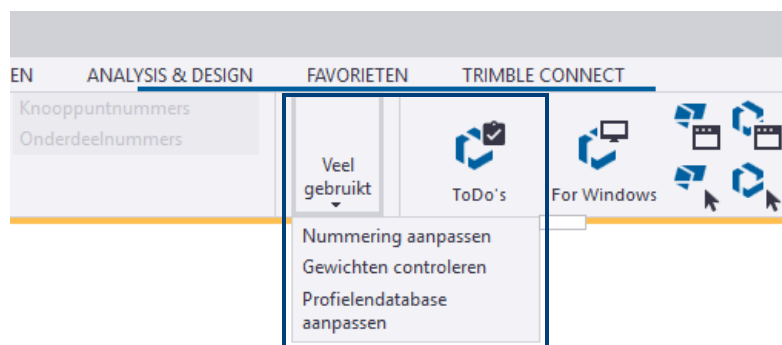 EN ANALYSIS & DESIGN FAVORIETEN TRIMBLE CONNECT
Knooppuntnummers
Onderdeelnummers
Veel
gebruikt
ToDo's
For Windows
Nummering aanpassen
Gewichten controleren
Profielendatabase
aanpassen